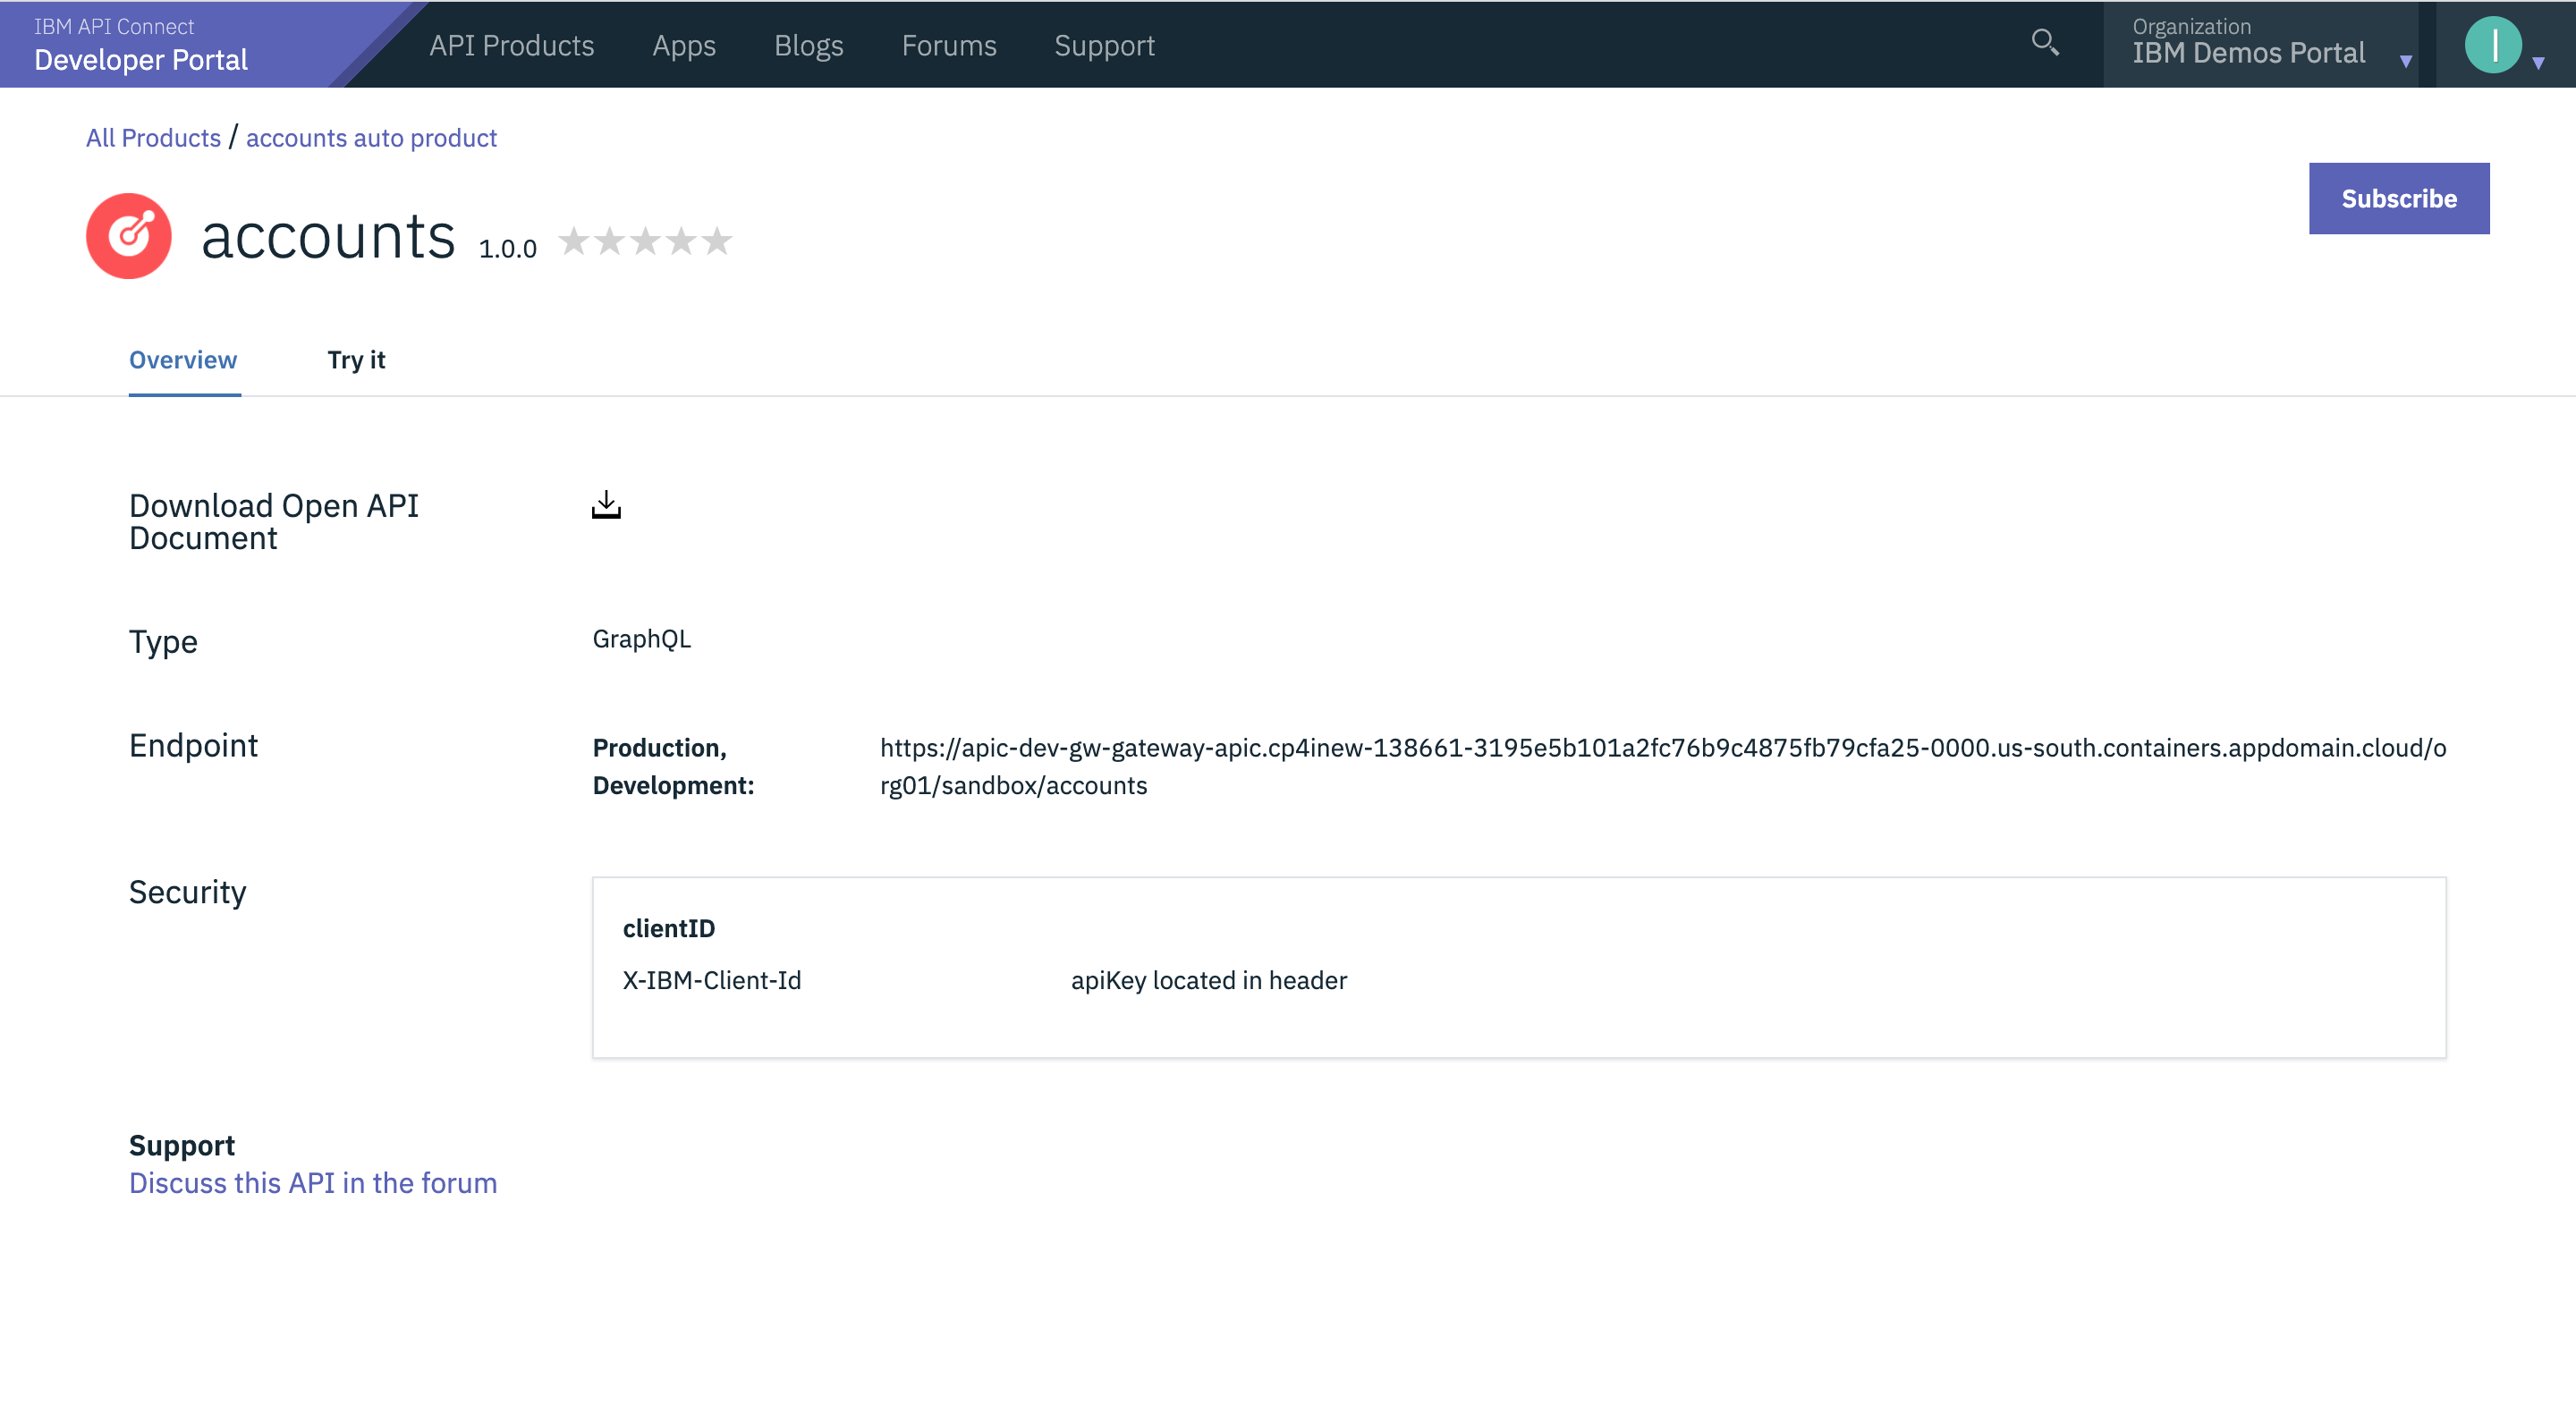 IBM API Connect
Developer Portal
API Products
Apps
Blogs
Forums
Support
Organization
IBM Demos Portal
I
All Products / accounts auto product
accounts 1.0.0
Subscribe
Overview
Try it
Download Open API
Document
Type
GraphQL
Endpoint
Production,
Development:
https://apic-dev-gw-gateway-apic.cp4inew-138661-3195e5b101a2fc76b9c4875fb79cfa25-0000.us-south.containers.appdomain.cloud/o
rg01/sandbox/accounts
Security
clientID
X-IBM-Client-Id
apiKey located in header
Support
Discuss this API in the forum